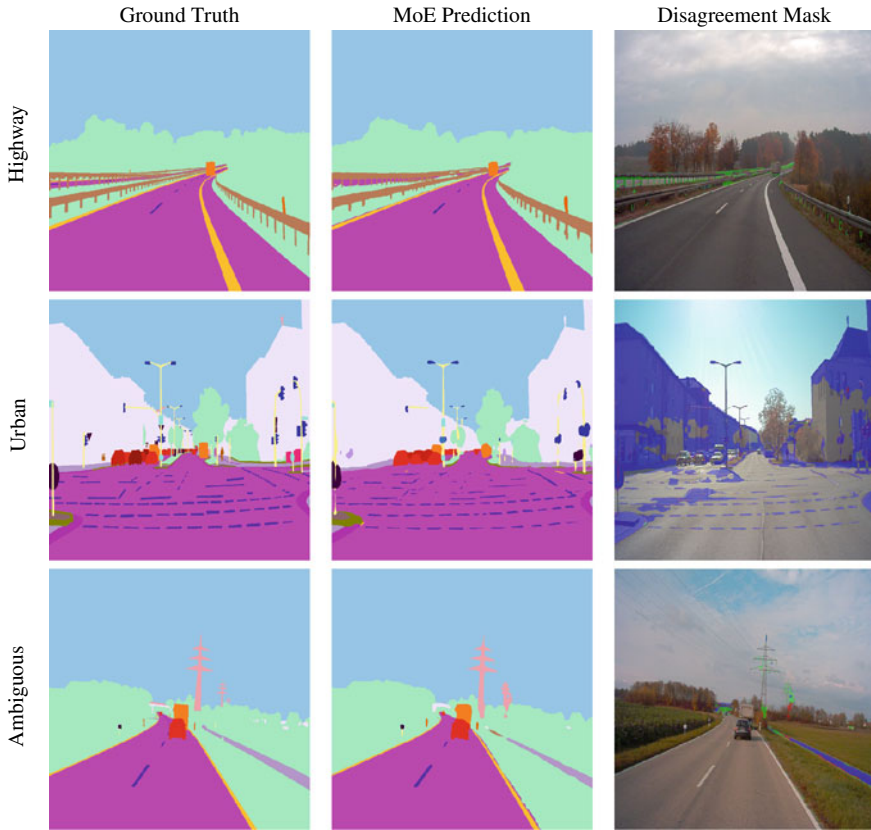 Ground Truth
MoE Prediction
Disagreement Mask
Highway
Urban
Ambiguous